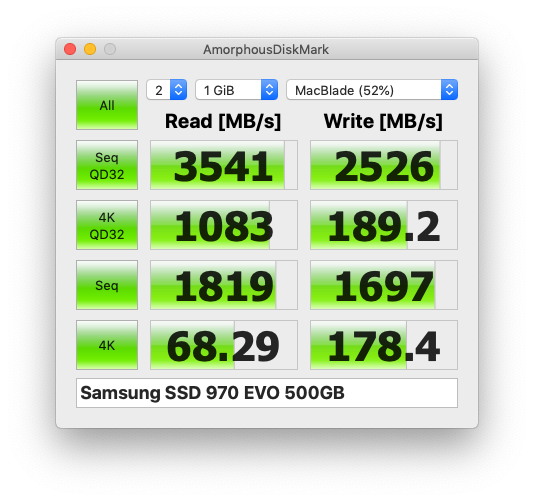 AmorphousDiskMark
All 2 1 GiB MacBlade (52%)
Read [MB/s] Write [MB/s]
Seq
QD32 3541 2526
4K
QD32 1083 189.2
Seq 1819 1697
4K 68.29 178.4
Samsung SSD 970 EVO 500GB